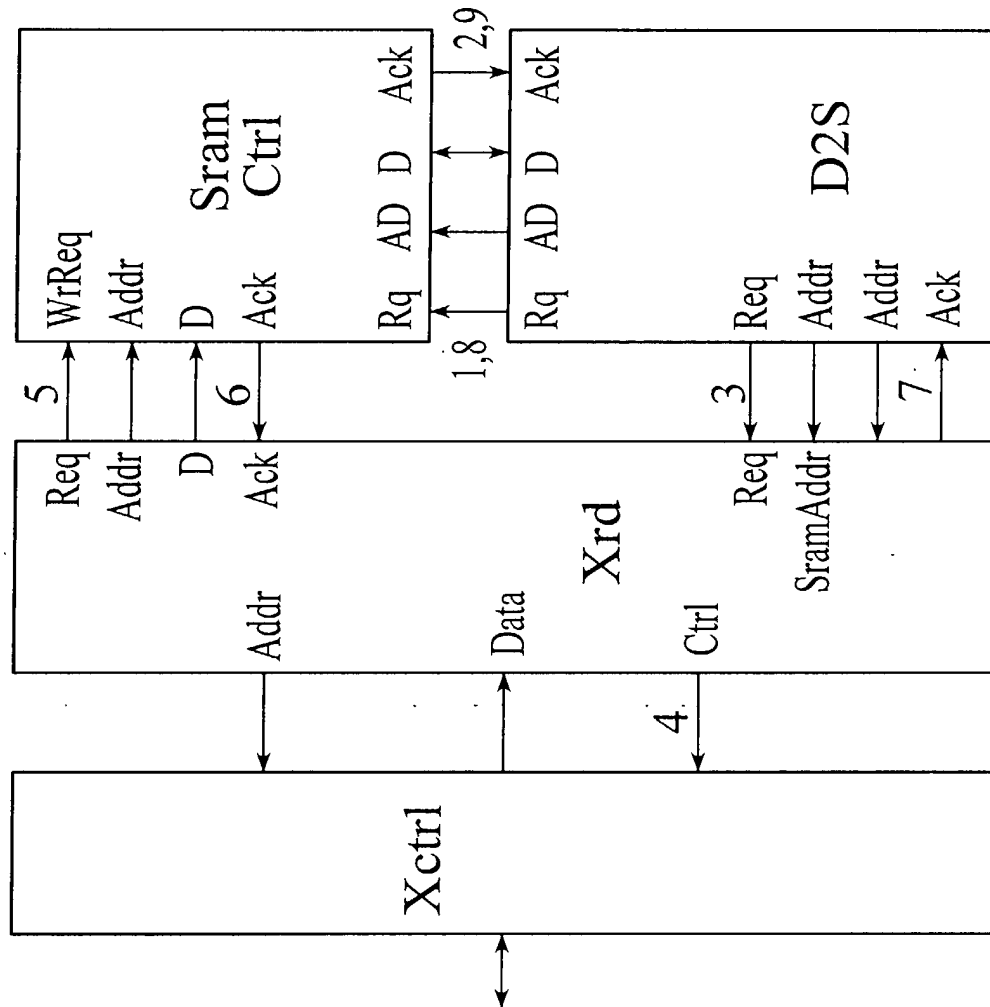 Xctrl
Addr
Data
Ctrl
4
Xrd
Req
Addr
D
Ack
Req
SramAddr
5
6
3
7
WrReq
Addr
D
Ack
Sram
Ctrl
Rq
AD
D
Ack
1,8
2,9
Rq
AD
D
Ack
Req
Addr
Addr
Ack
D2S